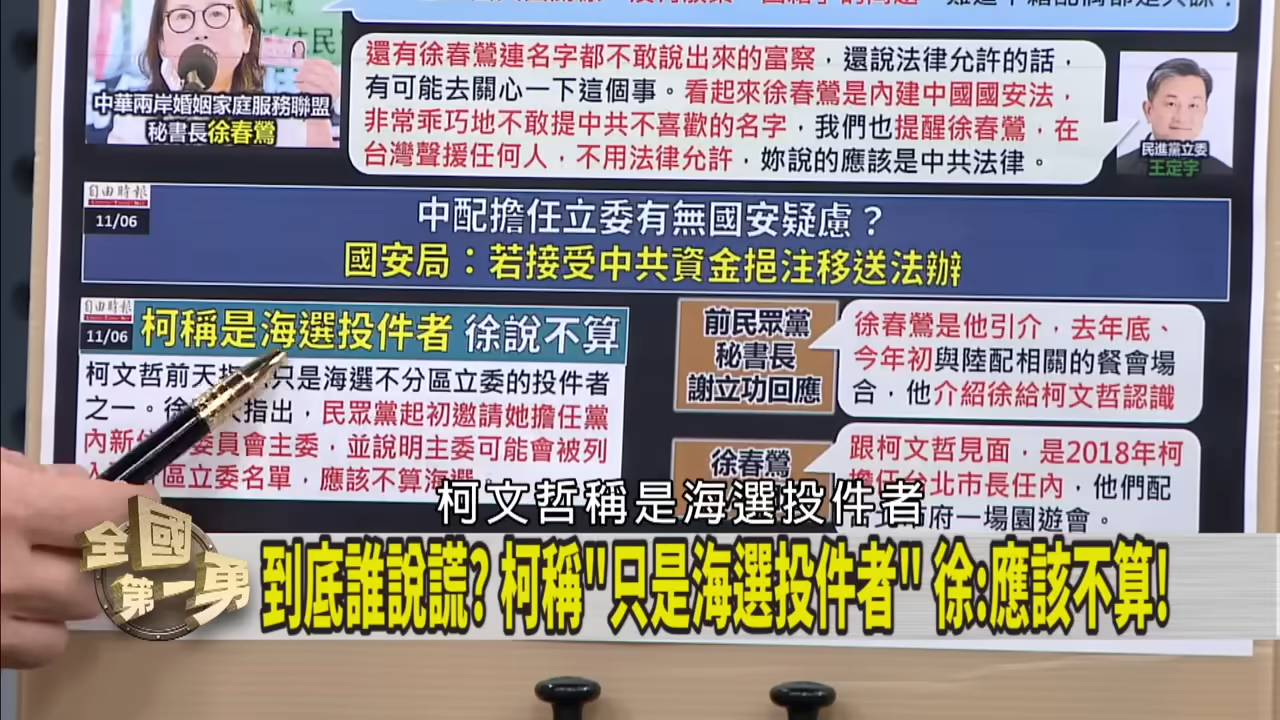 還有徐春鶯連名字都不敢說出來的富察，還說法律允許的話，
有可能去關心一下這個事。看起來徐春鶯是內建中國國安法，
非常乖巧地不敢提中共不喜歡的名字，我們也提醒徐春鶯，在
台灣聲援任何人，不用法律允許，妳說的應該是中共法律。
中華兩岸婚姻家庭服務聯盟
秘書長徐春鶯
民進黨立委
王定宇
自由時報
11/06
中配擔任立委有無國安疑慮？
國安局：若接受中共資金挹注移送法辦
自由時報
11/06
柯稱是海選投件者 徐說不算
柯文哲前天指 只是海選不分區立委的投件者
之一。徐 指出，民眾黨起初邀請她擔任黨
內新住 委員會主委，並說明主委可能會被列
區立委名單，應該不算海選
前民眾黨
秘書長
謝立功回應
徐春鶯是他引介，去年底、
今年初與陸配相關的餐會場
合，他介紹徐給柯文哲認識
徐春鶯
跟柯文哲見面，是2018年柯
擔任台北市長任內，他們配
府一場園遊會。
柯文哲稱是海選投件者
全國第一勇
到底誰說謊? 柯稱"只是海選投件者" 徐:應該不算!